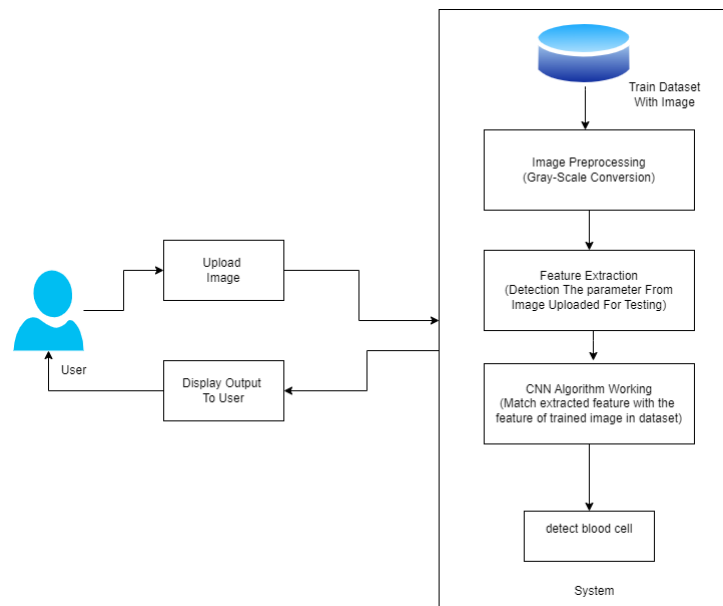 Train Dataset
With Image
Image Preprocessing
(Gray-Scale Conversion)
Upload
Image
Feature Extraction
(Detection The parameter From
Image Uploaded For Testing)
User
Display Output
To User
CNN Algorithm Working
(Match extracted feature with the
feature of trained image in dataset)
detect blood cell
System